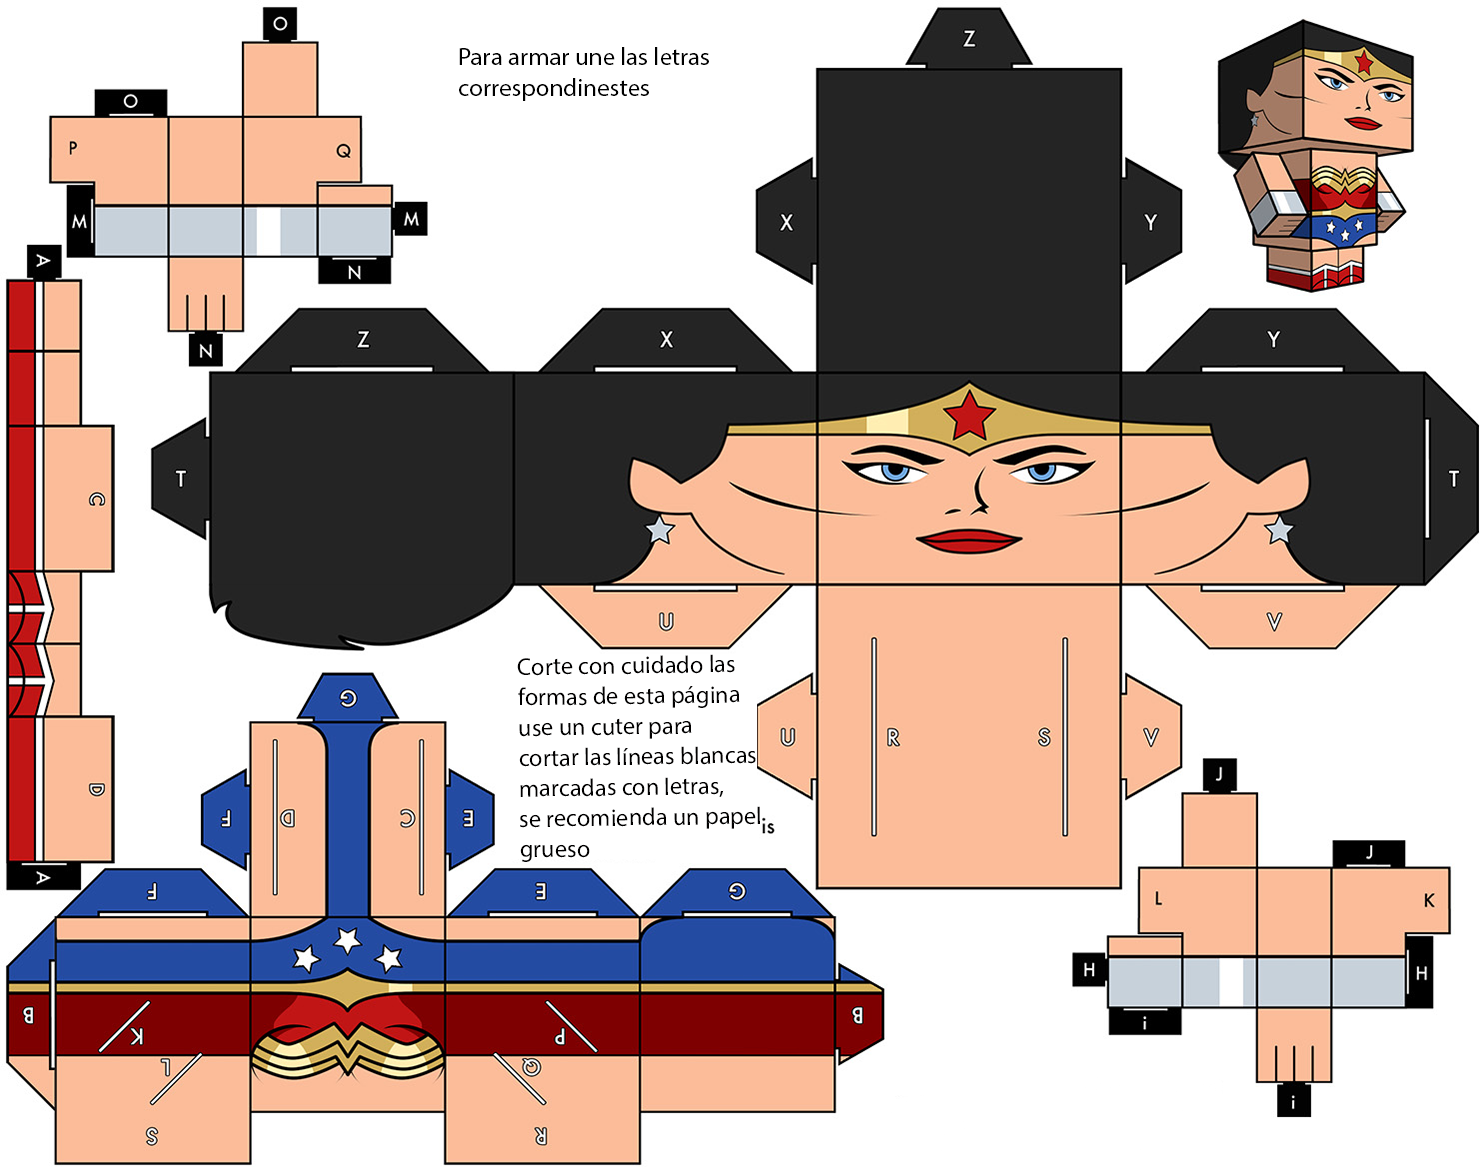 Para armar une las letras
correspondinestes
O
Z
O
P
Q
M
M
N
N
A
X
Y
Z
X
Y
C
T
T
U
V
Corte con cuidado las
formas de esta página
use un cuter para
cortar las líneas blancas
marcadas con letras,
se recomienda un papel
is
grueso
G
U
R
S
V
D
F
D
C
E
A
F
E
G
J
J
L
K
H
H
i
i
B
K
P
B
L
Q
S
R